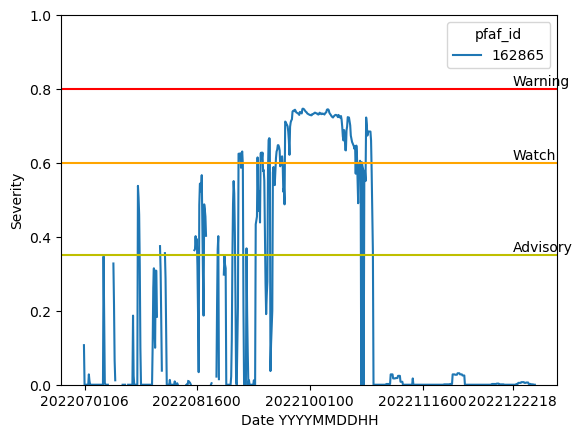 1.0
0.8
0.6
0.4
0.2
0.0
Severity
pfaf_id
162865
Warning
Watch
Advisory
2022070106
2022081600
2022100100
2022111600
2022122218
Date YYYYMMDDHH